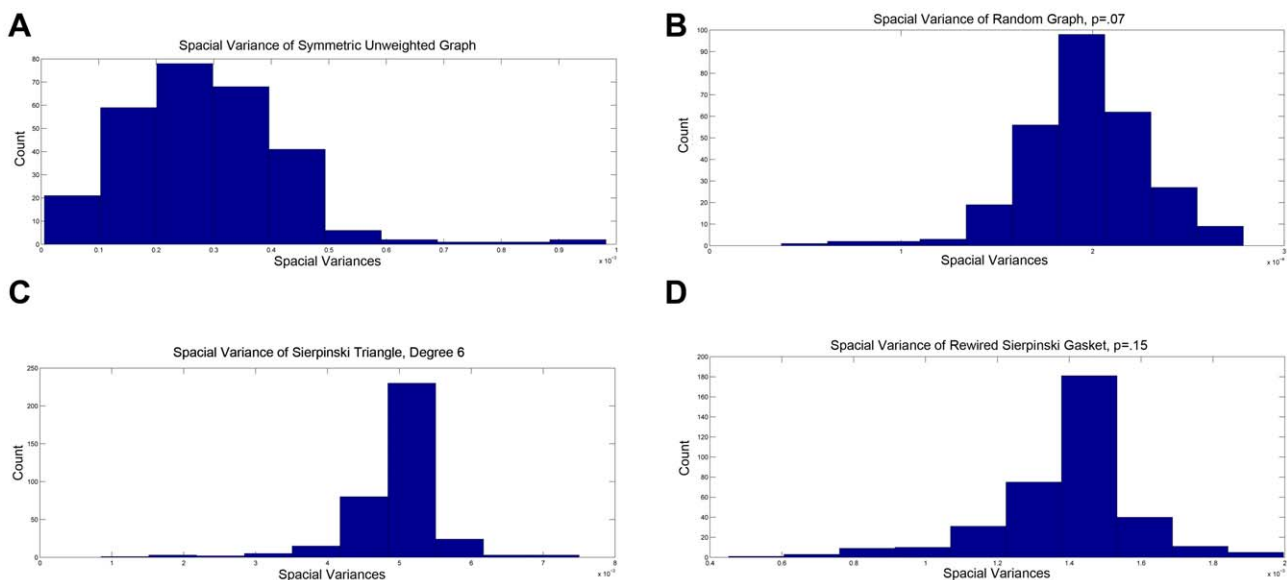 A
Spacial Variance of Symmetric Unweighted Graph
Count
80
70
60
50
40
30
20
10
0
0 0.1 0.2 0.3 0.4 0.5 0.6 0.7 0.8 0.9 1
Spacial Variances
x 10⁻³
B
Spacial Variance of Random Graph, p=.07
Count
100
90
80
70
60
50
40
30
20
10
0
0 1 2 3
Spacial Variances
C
Spacial Variance of Sierpinski Triangle, Degree 6
Count
250
200
150
100
50
0
0 1 2 3 4 5 6 7 8
Spacial Variances
x 10⁻³
D
Spacial Variance of Rewired Sierpinski Gasket, p=.15
Count
200
180
160
140
120
100
80
60
40
20
0
0.4 0.6 0.8 1 1.2 1.4 1.6 1.8 2
Spacial Variances